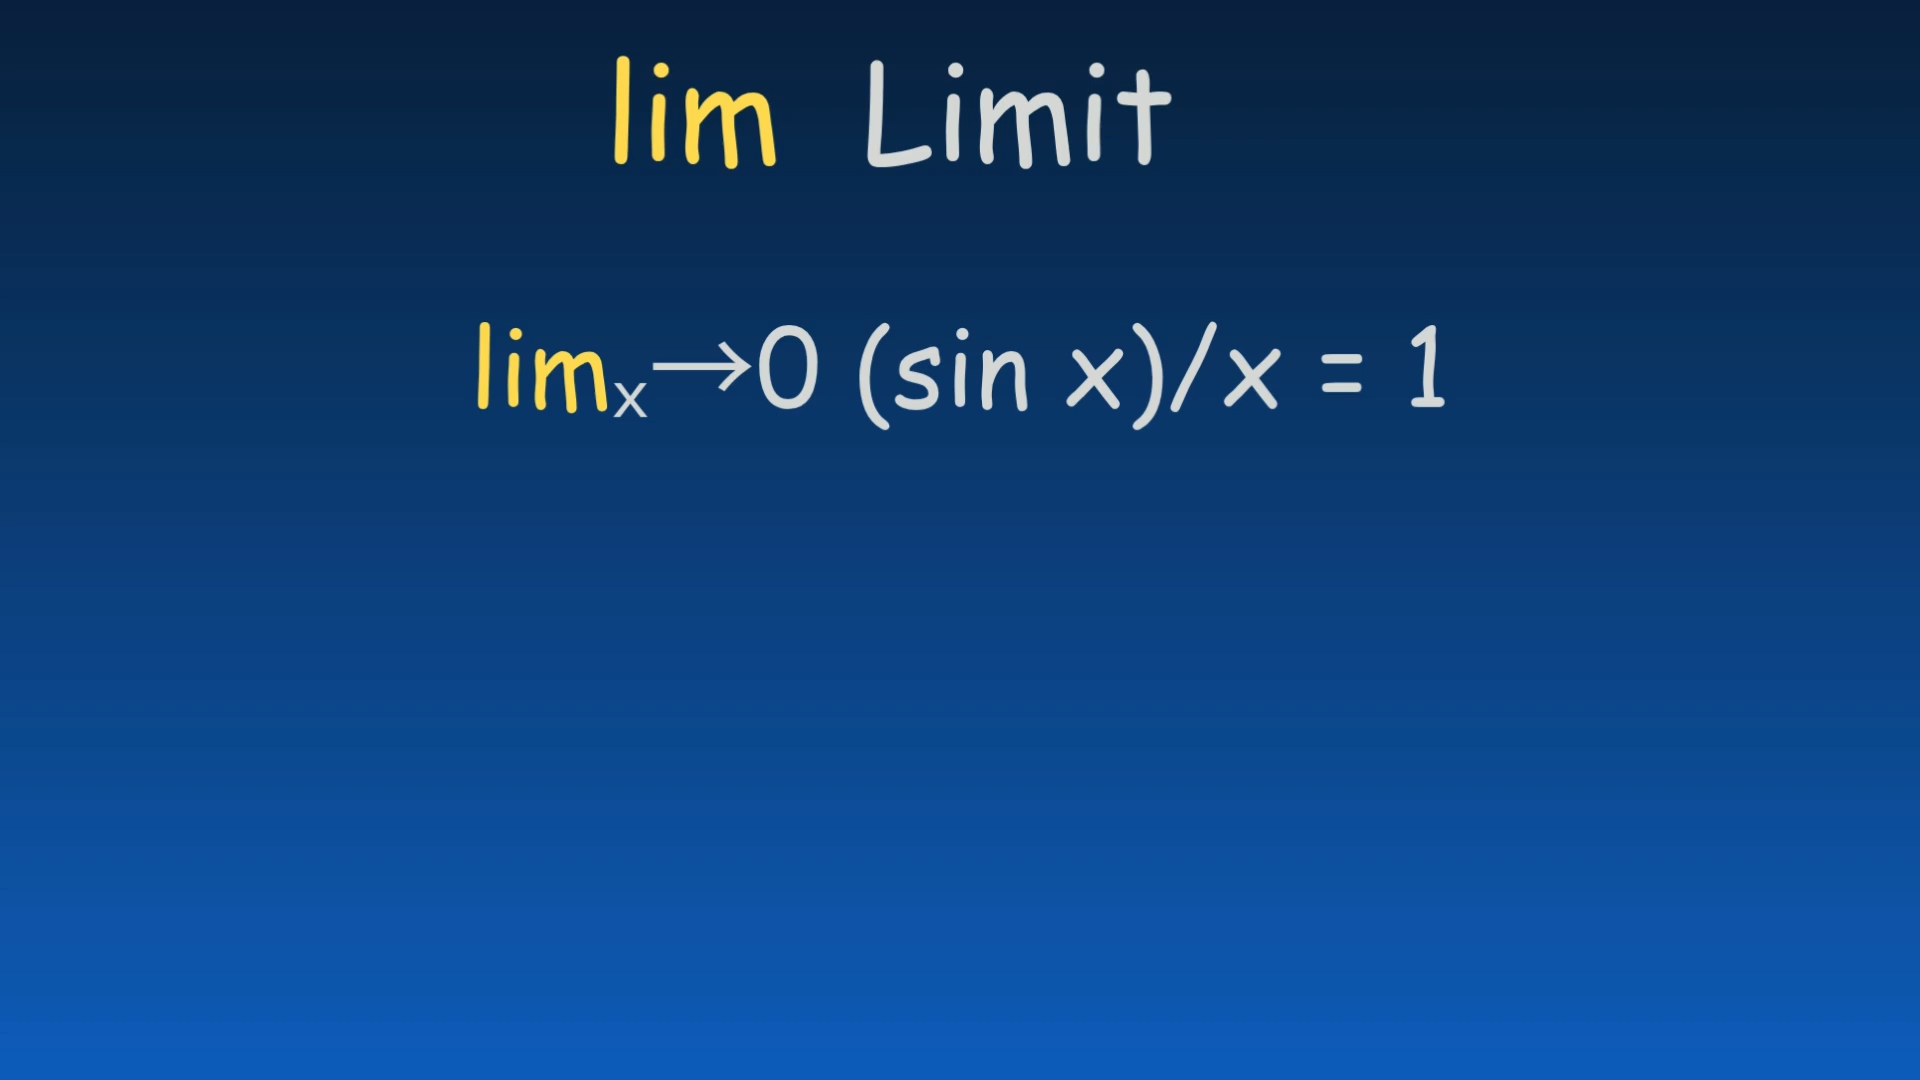 lim Limit
limₓ→0 (sin x)/x = 1